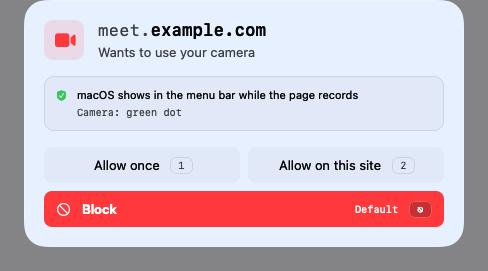 meet.example.com
Wants to use your camera
macOS shows in the menu bar while the page records
Camera: green dot
Allow once 1
Allow on this site 2
Block Default